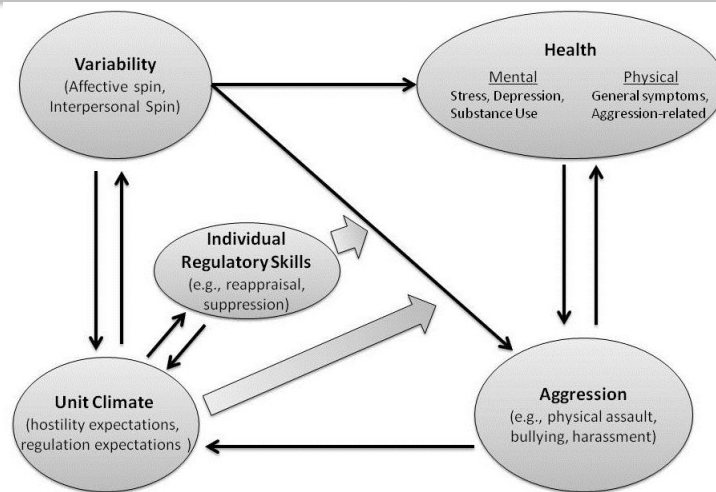 Variability
(Affective spin,
Interpersonal Spin)
Health
Mental
Stress, Depression,
Substance Use
Physical
General symptoms,
Aggression-related
Individual
Regulatory Skills
(e.g., reappraisal,
suppression)
Unit Climate
(hostility expectations,
regulation expectations )
Aggression
(e.g., physical assault,
bullying, harassment)